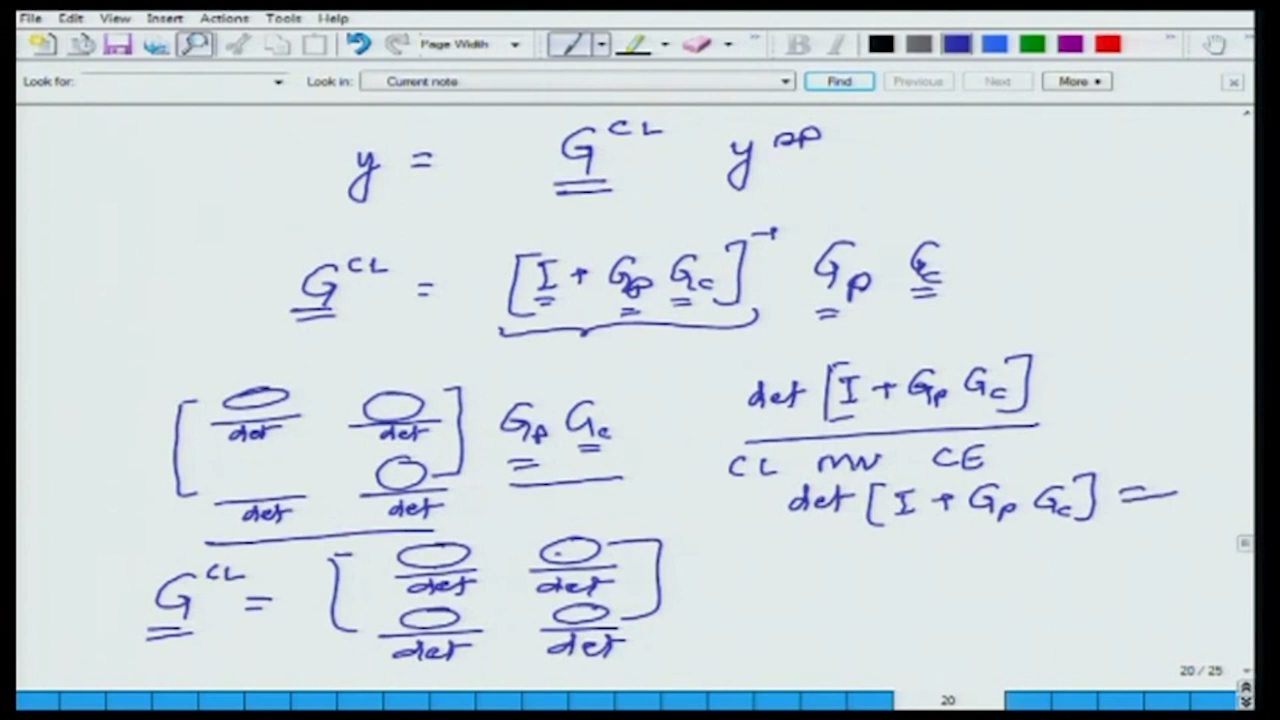 File Edit View Insert Actions Tools Help
Page Width
Look for: Look in: Current note Find Previous Next More
y = G^CL y^sp
G^CL = [I + Gp Gc]^-1 Gp Gc
det [I + Gp Gc]
det det Gp Gc
CL mv CE
det [I + Gp Gc] =
det det
G^CL = [ det det ]
det det
20 / 25
20